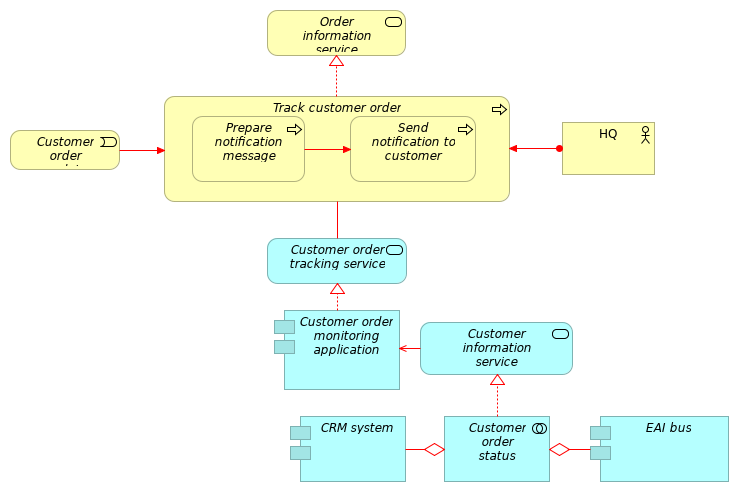 Order
information
service
Track customer order
Prepare
notification
message
Send
notification to
customer
HQ
Customer
order
Customer order
tracking service
Customer order
monitoring
application
Customer
information
service
CRM system
Customer
order
status
EAI bus